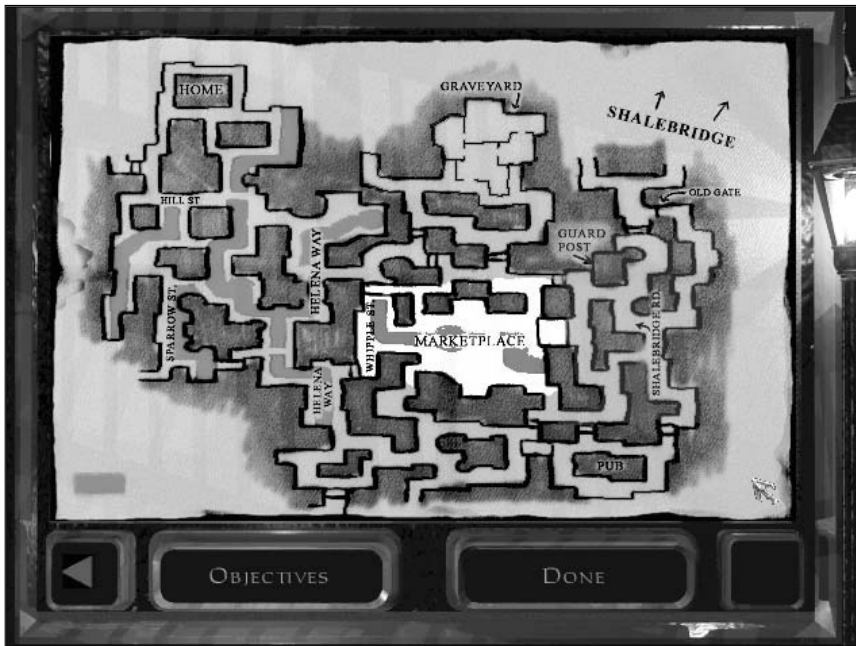 HOME
GRAVEYARD
SHALEBRIDGE
HILL ST
OLD GATE
GUARD
POST
HELENA WAY
SPARROW ST.
WHIPPLE ST.
MARKETPLACE
SHALEBRIDGE RD.
HELENA
WAY
PUB
OBJECTIVES
DONE